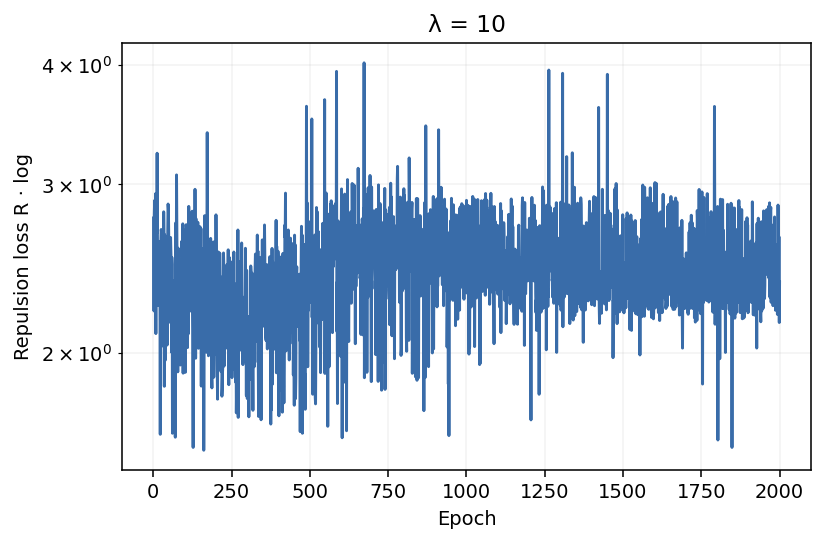 λ = 10
4 × 10⁰
3 × 10⁰
2 × 10⁰
Repulsion loss R · log
0 250 500 750 1000 1250 1500 1750 2000
Epoch